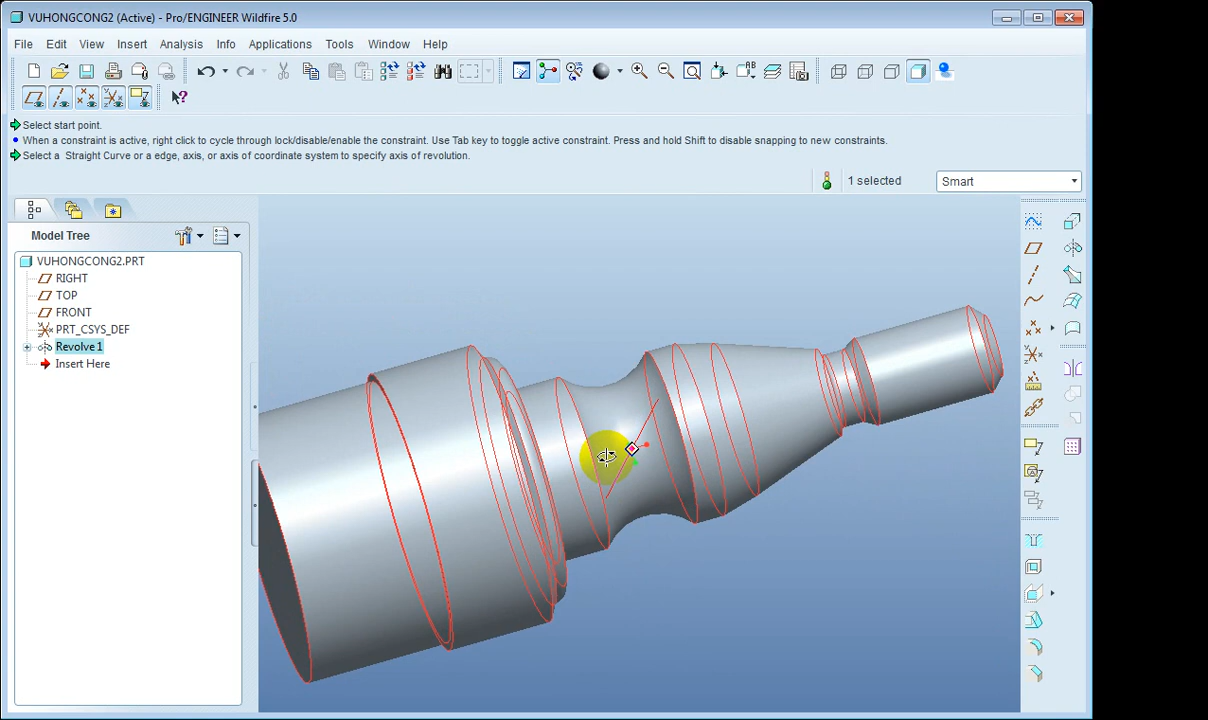 VUHONGCONG2 (Active) - Pro/ENGINEER Wildfire 5.0
File Edit View Insert Analysis Info Applications Tools Window Help
Select start point.
When a constraint is active, right click to cycle through lock/disable/enable the constraint. Use Tab key to toggle active constraint. Press and hold Shift to disable snapping to new constraints.
Select a Straight Curve or a edge, axis, or axis of coordinate system to specify axis of revolution.
1 selected Smart
Model Tree
VUHONGCONG2.PRT
RIGHT
TOP
FRONT
PRT_CSYS_DEF
Revolve 1
Insert Here